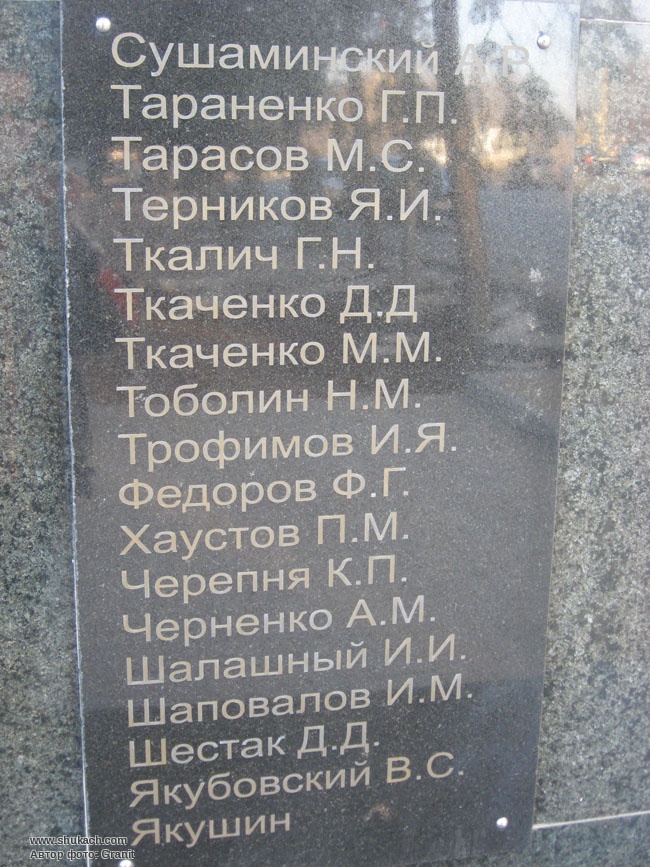 Сушаминский А.Р.
Тараненко Г.П.
Тарасов М.С.
Терников Я.И.
Ткалич Г.Н.
Ткаченко Д.Д
Ткаченко М.М.
Тоболин Н.М.
Трофимов И.Я.
Федоров Ф.Г.
Хаустов П.М.
Черепня К.П.
Черненко А.М.
Шалашный И.И.
Шаповалов И.М.
Шестак Д.Д.
Якубовский В.С.
Якушин
www.shukach.com
Автор фото: Granit